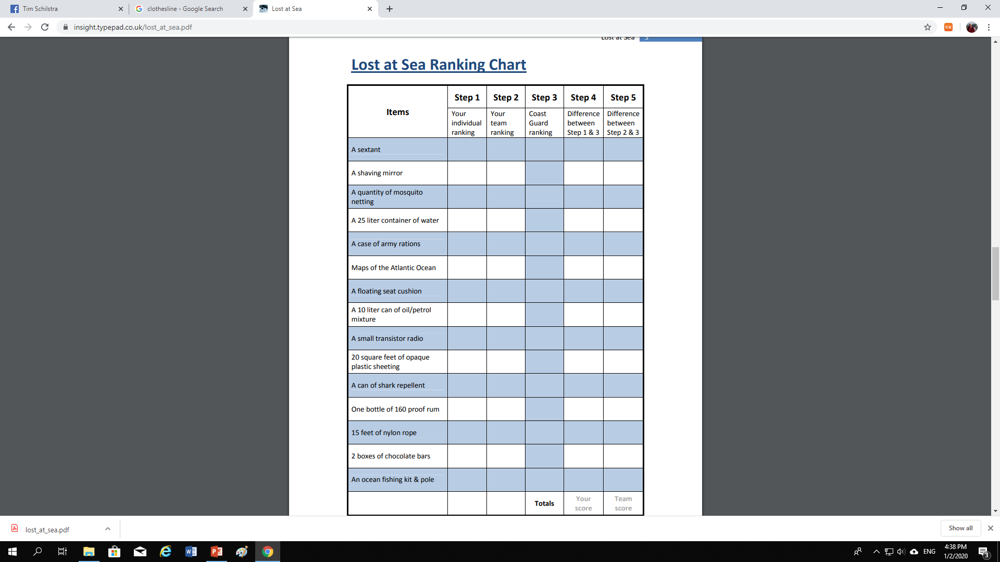 Tim Schilstra
clothesline - Google Search
Lost at Sea
insight.typepad.co.uk/lost_at_sea.pdf
Lost at Sea 3
Lost at Sea Ranking Chart
Items
Step 1
Step 2
Step 3
Step 4
Step 5
Your
individual
ranking
Your
team
ranking
Coast
Guard
ranking
Difference
between
Step 1 & 3
Difference
between
Step 2 & 3
A sextant
A shaving mirror
A quantity of mosquito
netting
A 25 liter container of water
A case of army rations
Maps of the Atlantic Ocean
A floating seat cushion
A 10 liter can of oil/petrol
mixture
A small transistor radio
20 square feet of opaque
plastic sheeting
A can of shark repellent
One bottle of 160 proof rum
15 feet of nylon rope
2 boxes of chocolate bars
An ocean fishing kit & pole
Totals
Your
score
Team
score
lost_at_sea.pdf
Show all
ENG
4:38 PM
1/2/2020
3